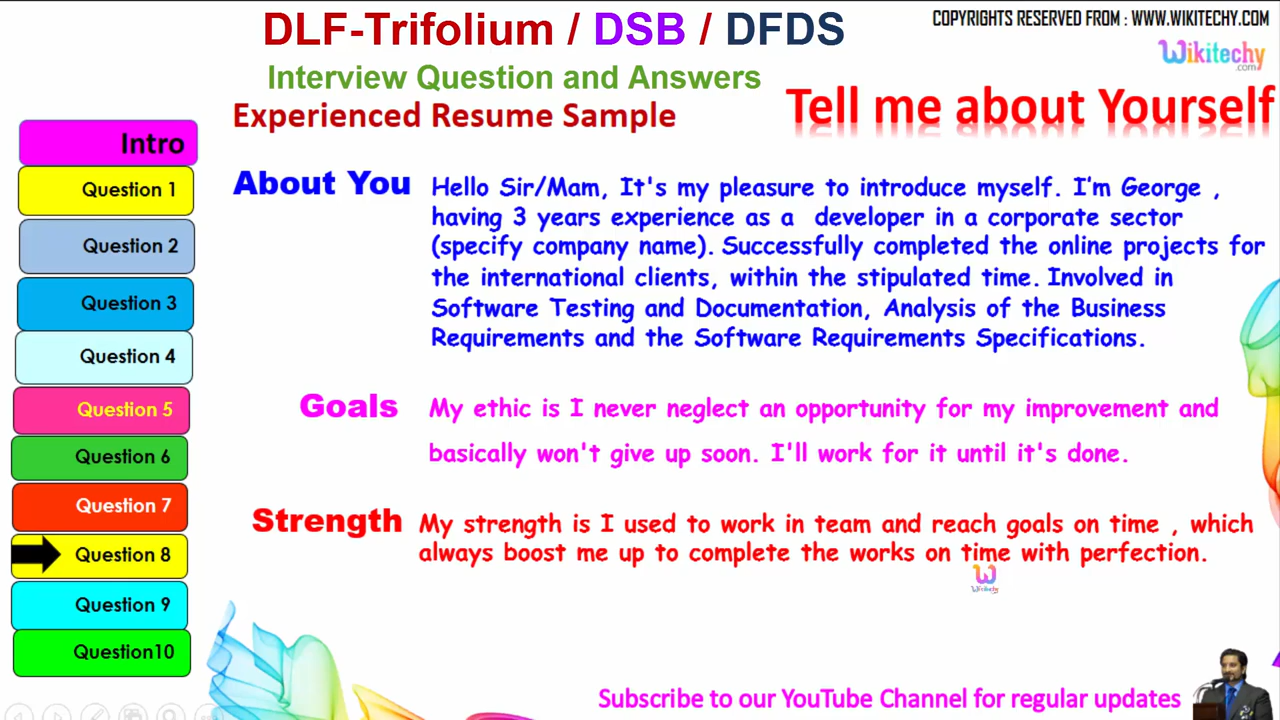 DLF-Trifolium / DSB / DFDS
COPYRIGHTS RESERVED FROM : WWW.WIKITECHY.COM
Wikitechy
.com
Interview Question and Answers
Experienced Resume Sample
Tell me about Yourself
Intro
Question 1
Question 2
Question 3
Question 4
Question 5
Question 6
Question 7
Question 8
Question 9
Question10
About You
Hello Sir/Mam, It's my pleasure to introduce myself. I'm George ,
having 3 years experience as a developer in a corporate sector
(specify company name). Successfully completed the online projects for
the international clients, within the stipulated time. Involved in
Software Testing and Documentation, Analysis of the Business
Requirements and the Software Requirements Specifications.
Goals
My ethic is I never neglect an opportunity for my improvement and
basically won't give up soon. I'll work for it until it's done.
Strength
My strength is I used to work in team and reach goals on time , which
always boost me up to complete the works on time with perfection.
Wikitechy
Subscribe to our YouTube Channel for regular updates